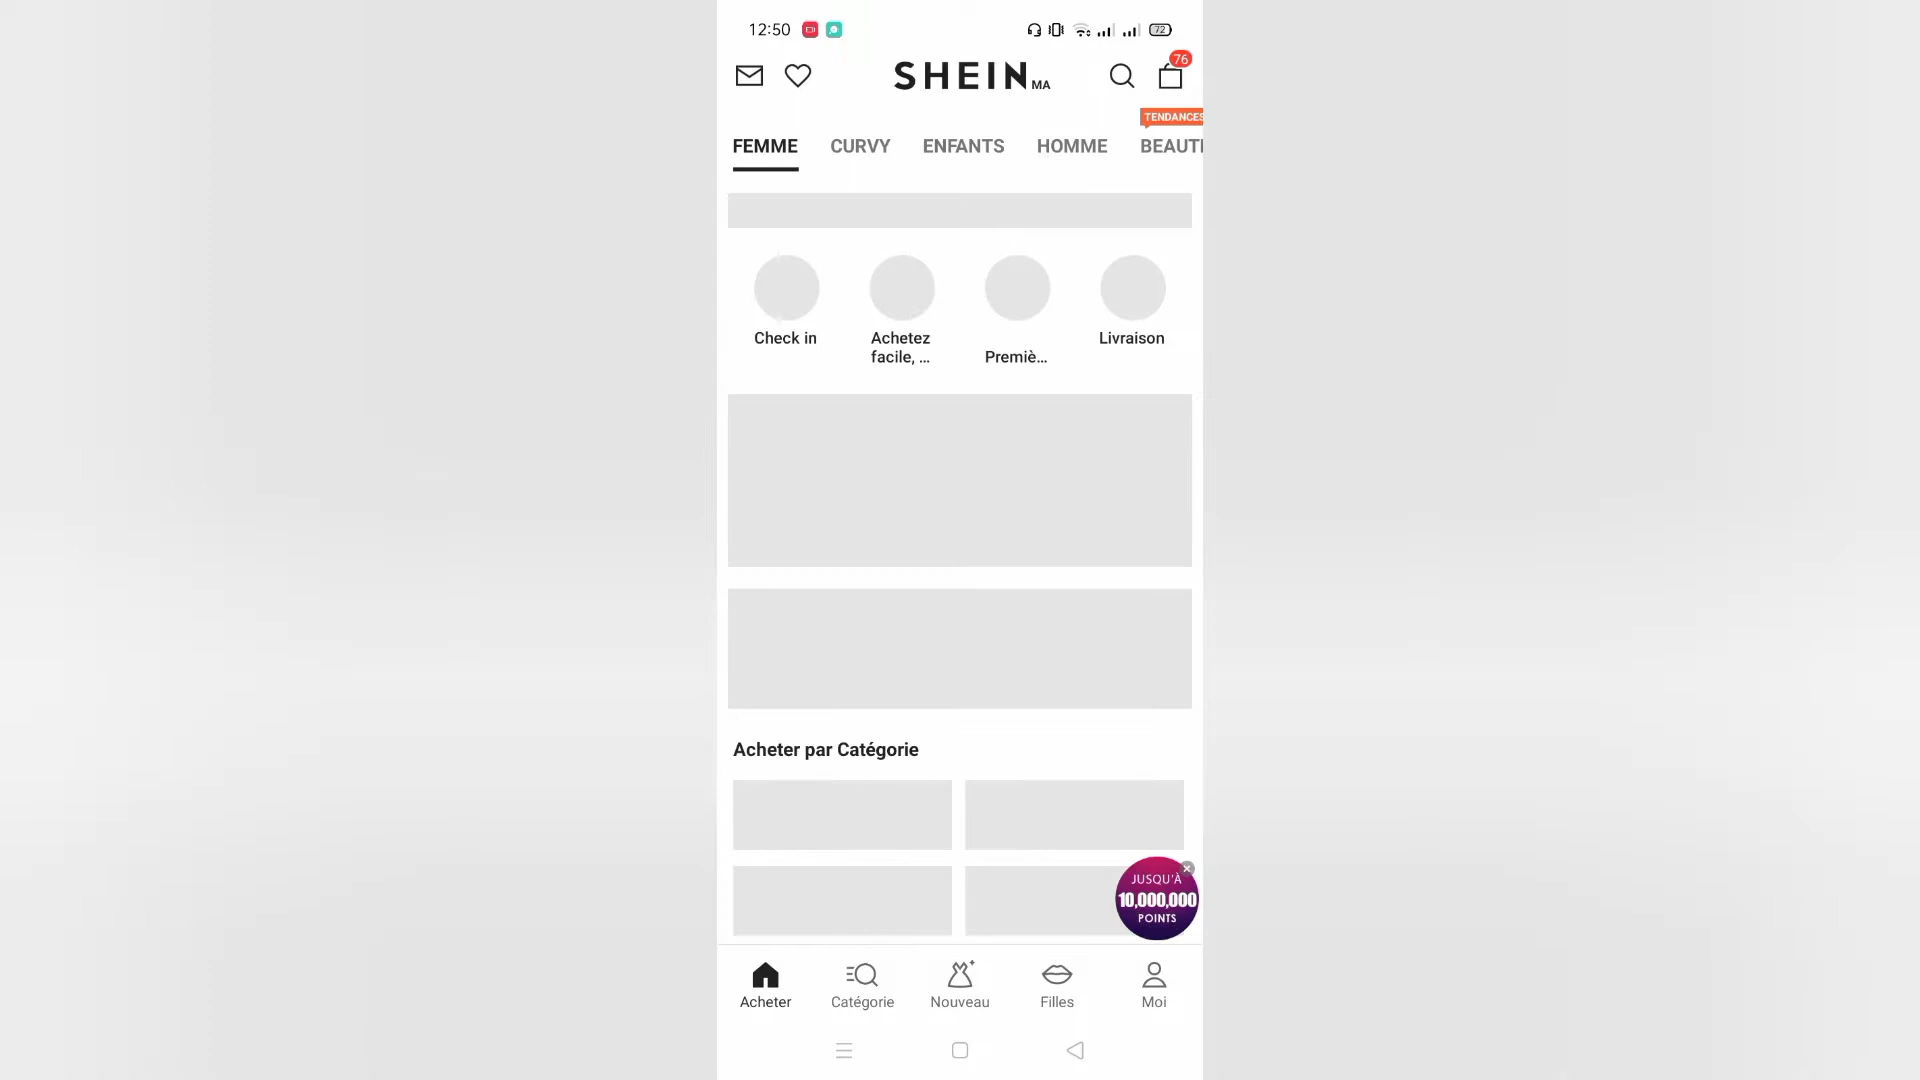 12:50
72
SHEIN MA
76
TENDANCES
FEMME CURVY ENFANTS HOMME BEAUT
Check in
Achetez
facile, ...
Premiè...
Livraison
Acheter par Catégorie
JUSQU'À
10,000,000
POINTS
Acheter Catégorie Nouveau Filles Moi